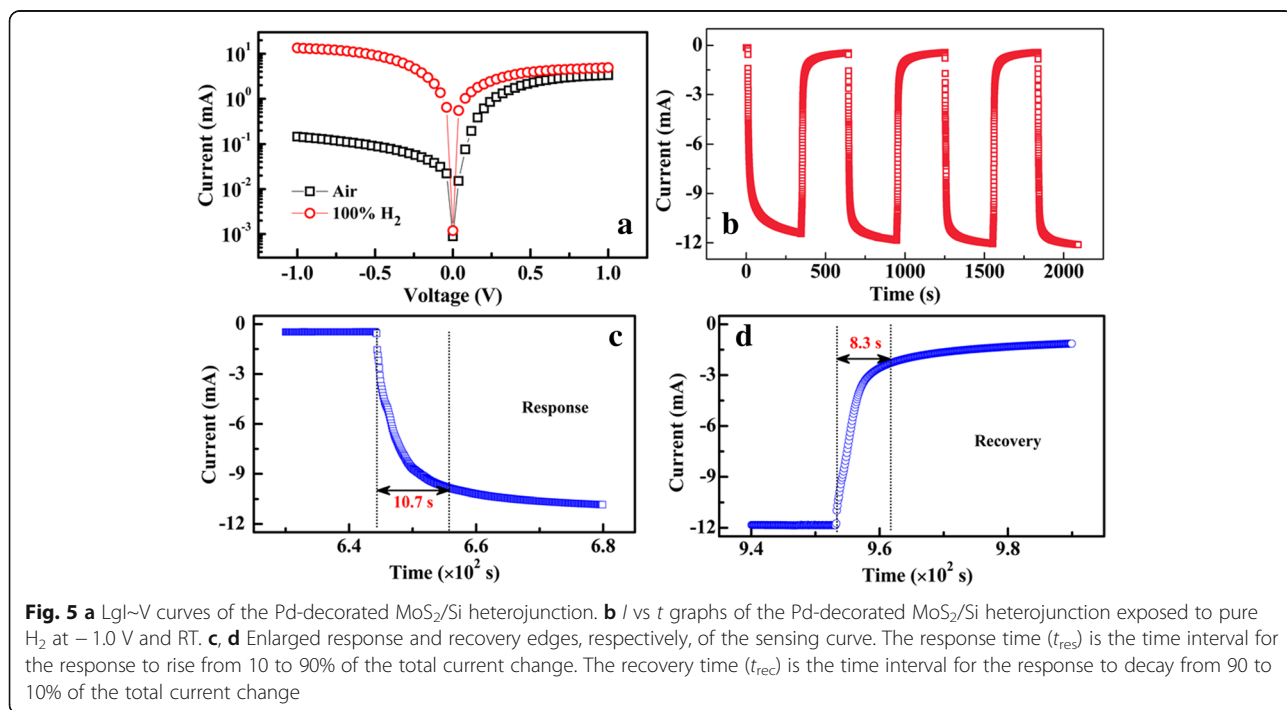 10¹
10⁰
10⁻¹
10⁻²
10⁻³
Current (mA)
Air
100% H₂
a
-1.0 -0.5 0.0 0.5 1.0
Voltage (V)
0
-3
-6
-9
-12
Current (mA)
b
0 500 1000 1500 2000
Time (s)
0
-3
-6
-9
-12
Current (mA)
c
Response
10.7 s
6.4 6.6 6.8
Time (×10² s)
0
-3
-6
-9
-12
Current (mA)
d
8.3 s
Recovery
9.4 9.6 9.8
Time (×10² s)
Fig. 5 a LgI~V curves of the Pd-decorated MoS₂/Si heterojunction. b I vs t graphs of the Pd-decorated MoS₂/Si heterojunction exposed to pure
H₂ at − 1.0 V and RT. c, d Enlarged response and recovery edges, respectively, of the sensing curve. The response time (t_res) is the time interval for
the response to rise from 10 to 90% of the total current change. The recovery time (t_rec) is the time interval for the response to decay from 90 to
10% of the total current change